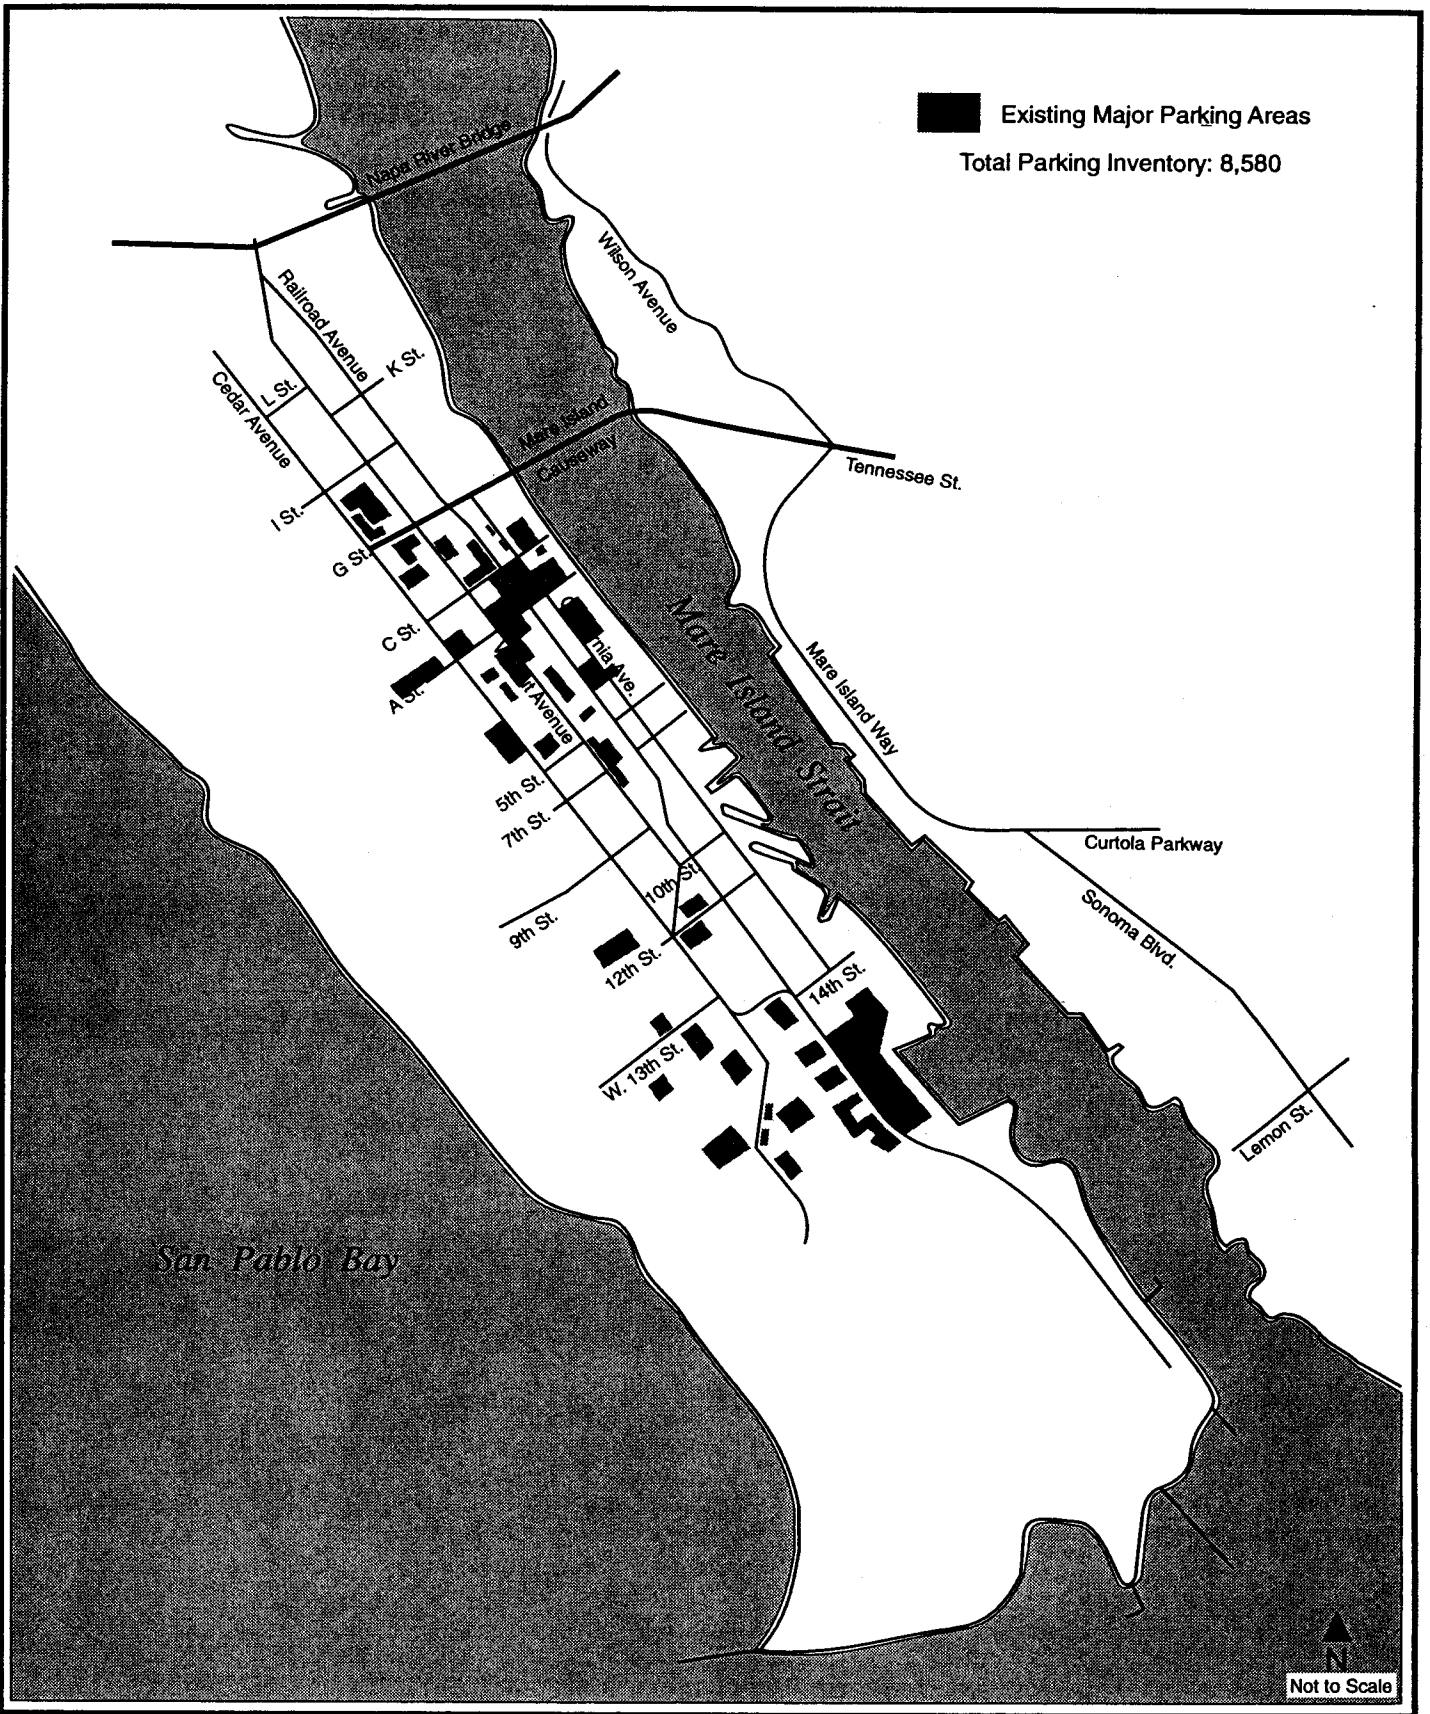 Existing Major Parking Areas
Total Parking Inventory: 8,580
Napa River Bridge
Wilson Avenue
Railroad Avenue
K St.
L St.
Cedar Avenue
Mare Island
Causeway
Tennessee St.
I St.
G St.
C St.
A St.
Mare Island Strait
Mare Island Way
Avenue
Ave.
5th St.
7th St.
Curtola Parkway
10th St.
9th St.
Sonoma Blvd.
12th St.
14th St.
W. 13th St.
Lemon St.
San Pablo Bay
N
Not to Scale